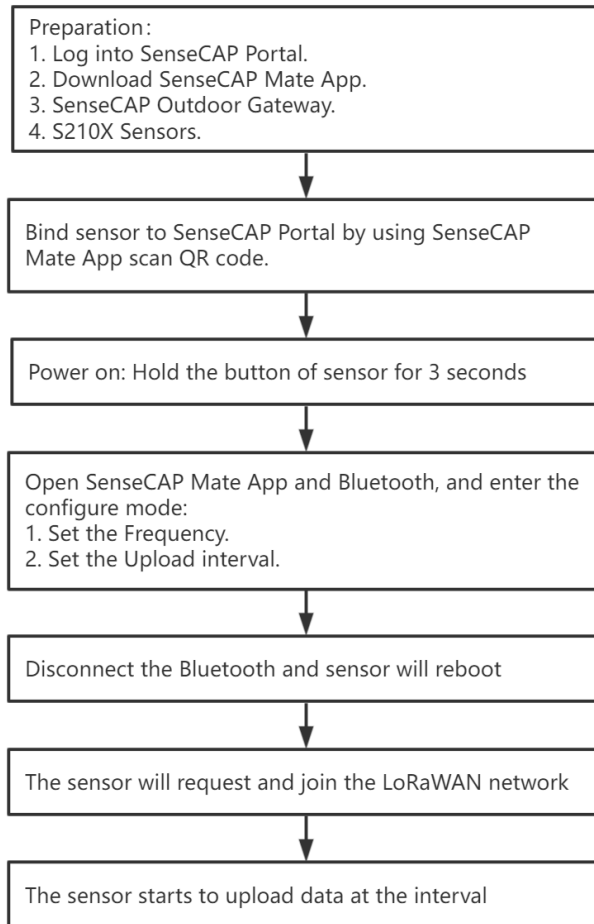 Preparation:
1. Log into SenseCAP Portal.
2. Download SenseCAP Mate App.
3. SenseCAP Outdoor Gateway.
4. S210X Sensors.
Bind sensor to SenseCAP Portal by using SenseCAP
Mate App scan QR code.
Power on: Hold the button of sensor for 3 seconds
Open SenseCAP Mate App and Bluetooth, and enter the
configure mode:
1. Set the Frequency.
2. Set the Upload interval.
Disconnect the Bluetooth and sensor will reboot
The sensor will request and join the LoRaWAN network
The sensor starts to upload data at the interval